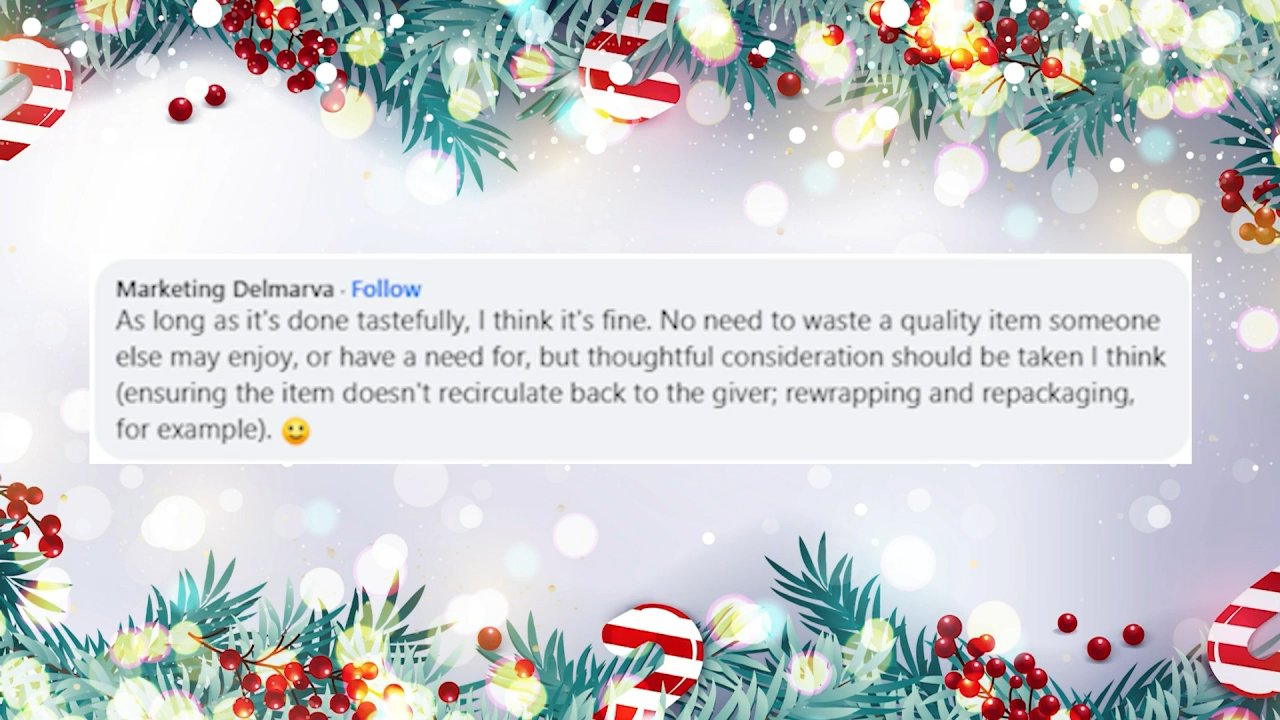 Marketing Delmarva · Follow
As long as it's done tastefully, I think it's fine. No need to waste a quality item someone
else may enjoy, or have a need for, but thoughtful consideration should be taken I think
(ensuring the item doesn't recirculate back to the giver; rewrapping and repackaging,
for example). 🙂